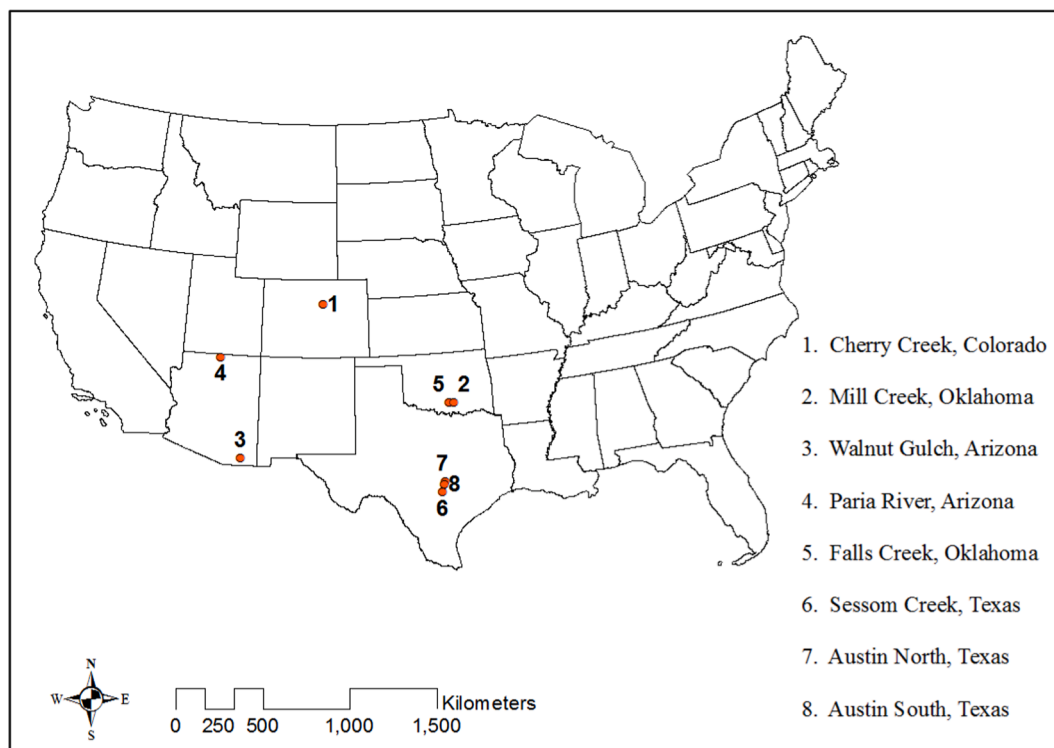 1
4
5 2
3
7
8
6
1. Cherry Creek, Colorado
2. Mill Creek, Oklahoma
3. Walnut Gulch, Arizona
4. Paria River, Arizona
5. Falls Creek, Oklahoma
6. Sessom Creek, Texas
7. Austin North, Texas
8. Austin South, Texas
N
W E
S
Kilometers
0 250 500 1,000 1,500